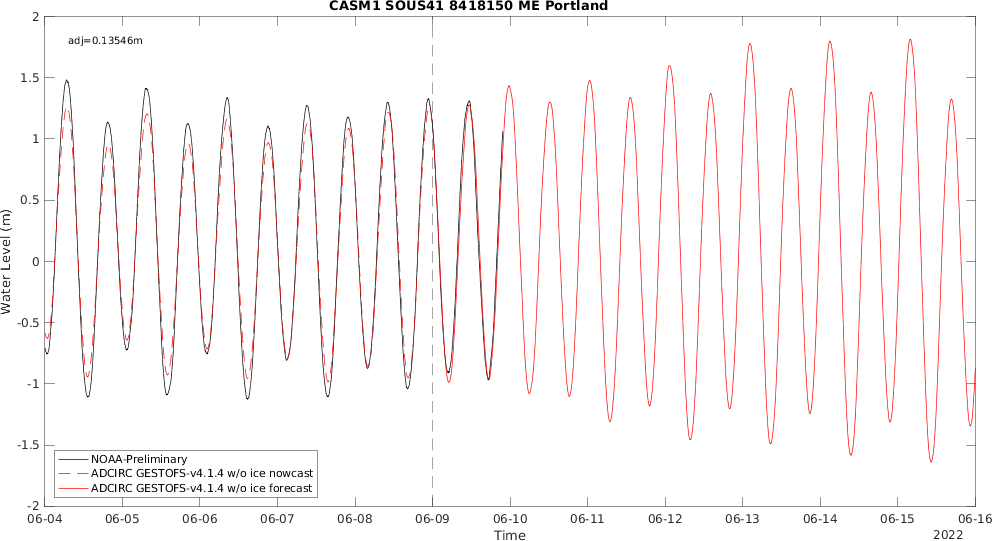 CASM1 SOUS41 8418150 ME Portland
adj=0.13546m
2
1.5
1
0.5
0
-0.5
-1
-1.5
-2
Water Level (m)
NOAA-Preliminary
ADCIRC GESTOFS-v4.1.4 w/o ice nowcast
ADCIRC GESTOFS-v4.1.4 w/o ice forecast
06-04 06-05 06-06 06-07 06-08 06-09 06-10 06-11 06-12 06-13 06-14 06-15 06-16
Time
2022